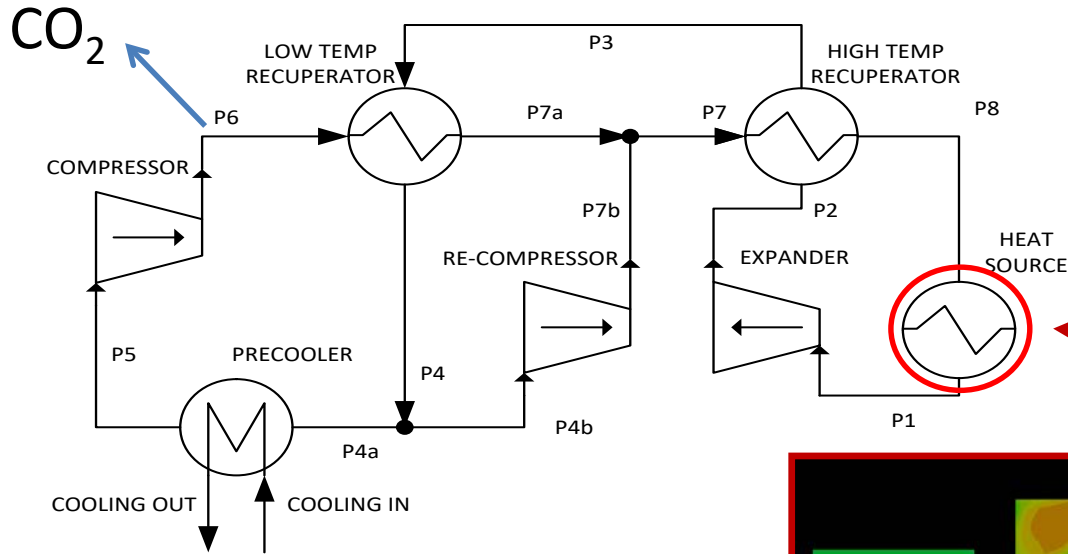 CO2
P3
LOW TEMP
RECUPERATOR
HIGH TEMP
RECUPERATOR
P6
P7a
P7
P8
COMPRESSOR
P7b
P2
RE-COMPRESSOR
EXPANDER
HEAT
SOURCE
P5
PRECOOLER
P4
P4a
P4b
P1
COOLING OUT
COOLING IN